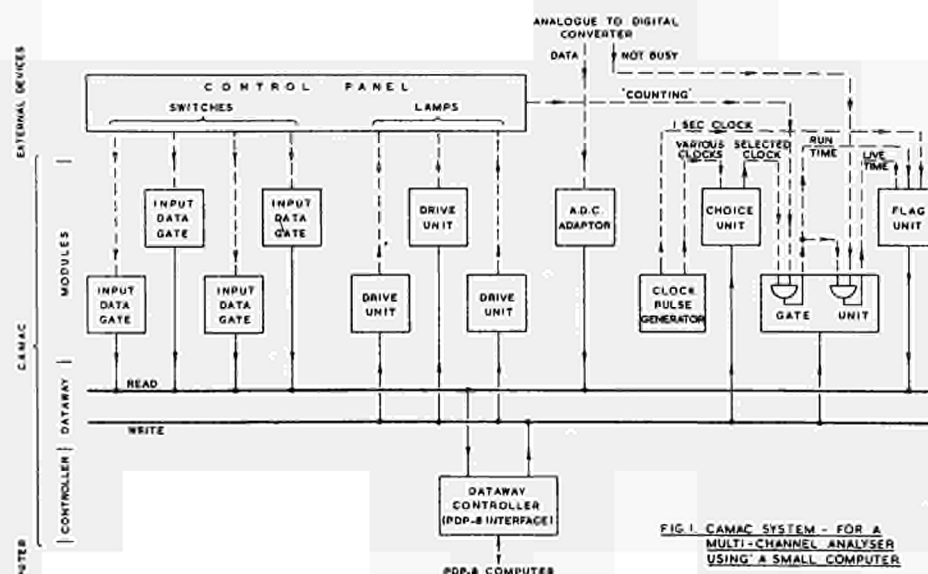 ANALOGUE TO DIGITAL
CONVERTER
DATA
NOT BUSY
EXTERNAL DEVICES
CONTROL PANEL
SWITCHES
LAMPS
'COUNTING'
1 SEC CLOCK
VARIOUS
CLOCKS
SELECTED
CLOCK
RUN
TIME
LIVE
TIME
INPUT
DATA
GATE
INPUT
DATA
GATE
DRIVE
UNIT
A.D.C.
ADAPTOR
CHOICE
UNIT
FLAG
UNIT
MODULES
INPUT
DATA
GATE
INPUT
DATA
GATE
DRIVE
UNIT
DRIVE
UNIT
CLOCK
PULSE
GENERATOR
GATE UNIT
CAMAC
DATAWAY
READ
WRITE
CONTROLLER
DATAWAY
CONTROLLER
(PDP-8 INTERFACE)
PDP-8 COMPUTER
FIG 1. CAMAC SYSTEM - FOR A
MULTI-CHANNEL ANALYSER
USING A SMALL COMPUTER